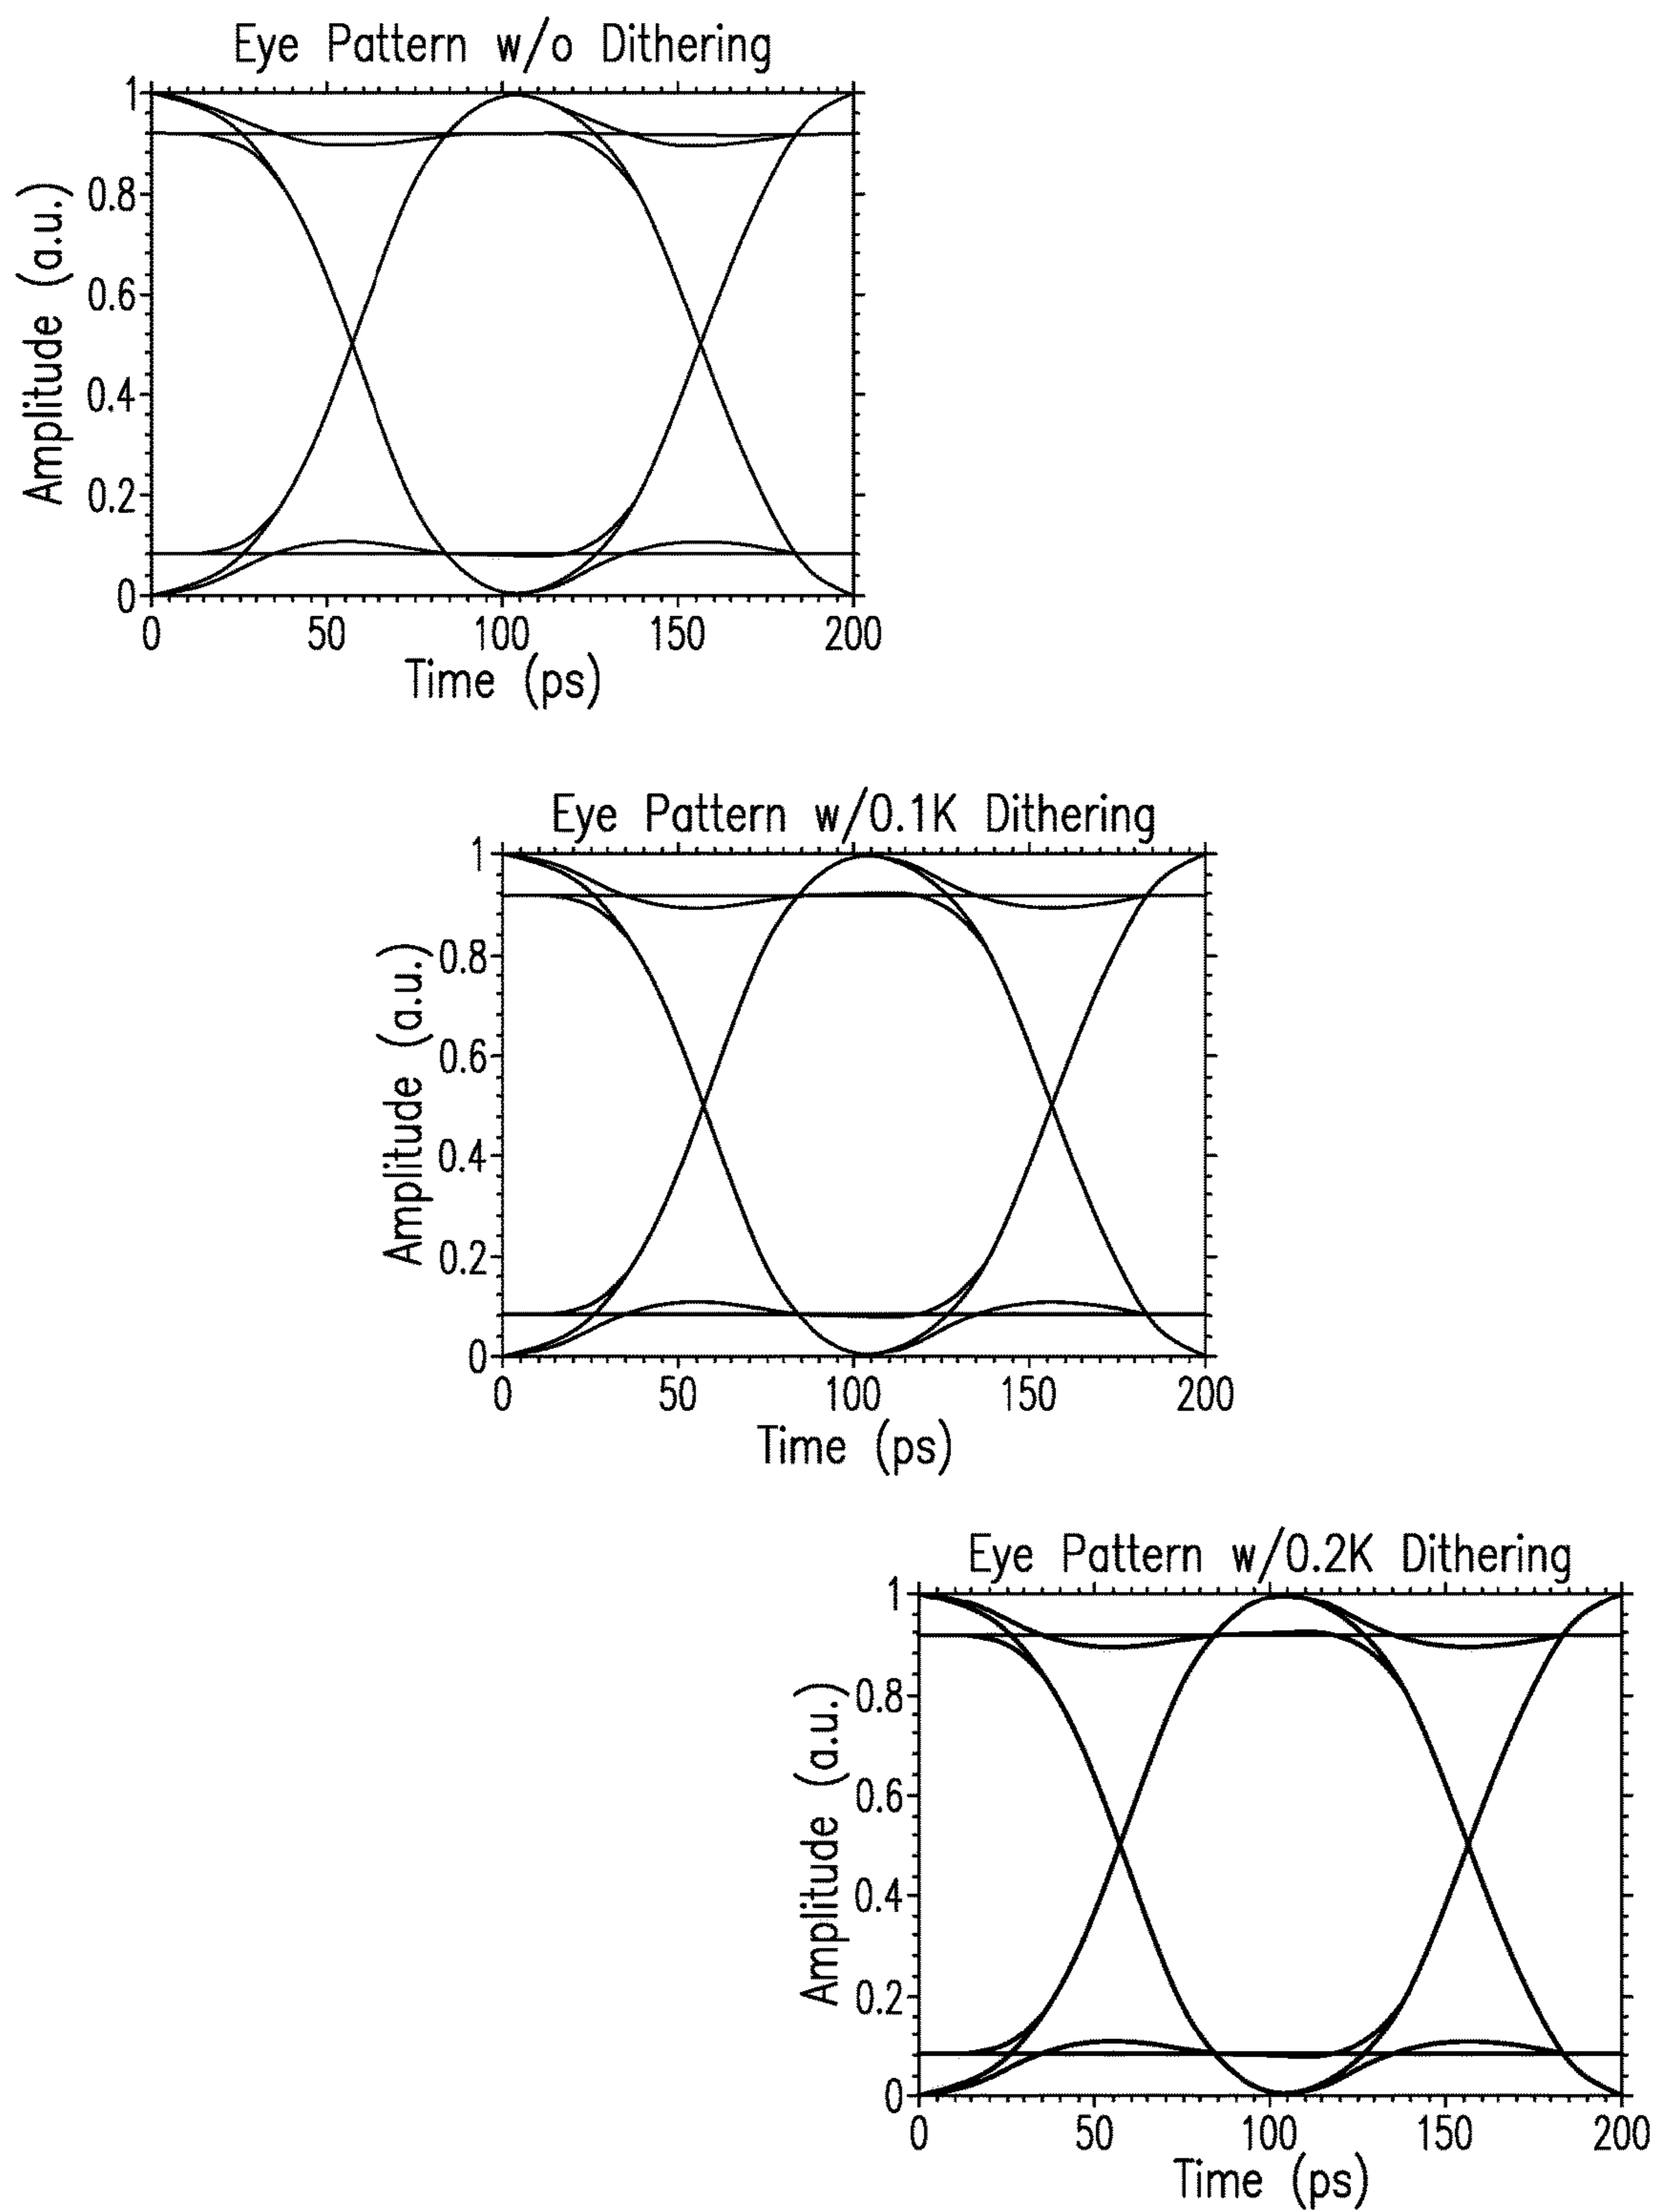 Eye Pattern w/o Dithering
1
0.8
0.6
0.4
0.2
0
Amplitude (a.u.)
0 50 100 150 200
Time (ps)
Eye Pattern w/0.1K Dithering
1
0.8
0.6
0.4
0.2
0
Amplitude (a.u.)
0 50 100 150 200
Time (ps)
Eye Pattern w/0.2K Dithering
1
0.8
0.6
0.4
0.2
0
Amplitude (a.u.)
0 50 100 150 200
Time (ps)